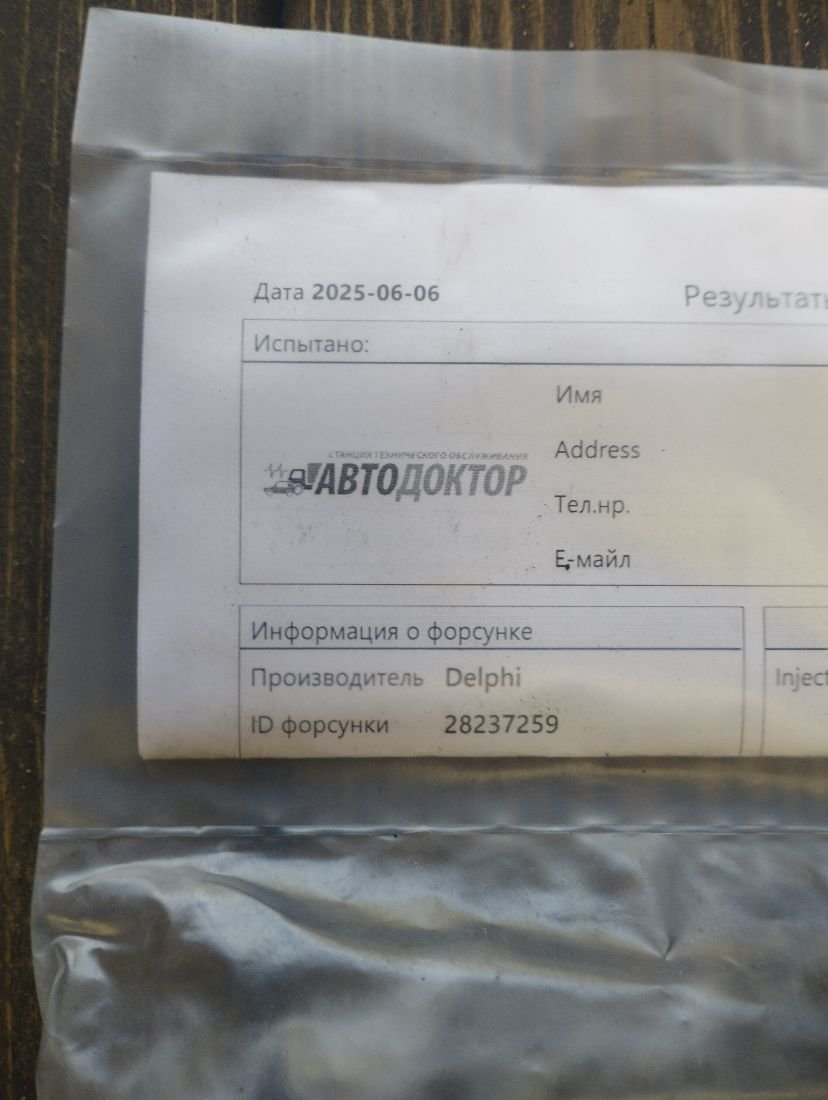 Дата 2025-06-06
Результаты
Испытано:
Имя
СТАНЦИЯ ТЕХНИЧЕСКОГО ОБСЛУЖИВАНИЯ
АВТОДОКТОР
Address
Тел.нр.
Е-майл
Информация о форсунке
Производитель Delphi
Inject
ID форсунки 28237259